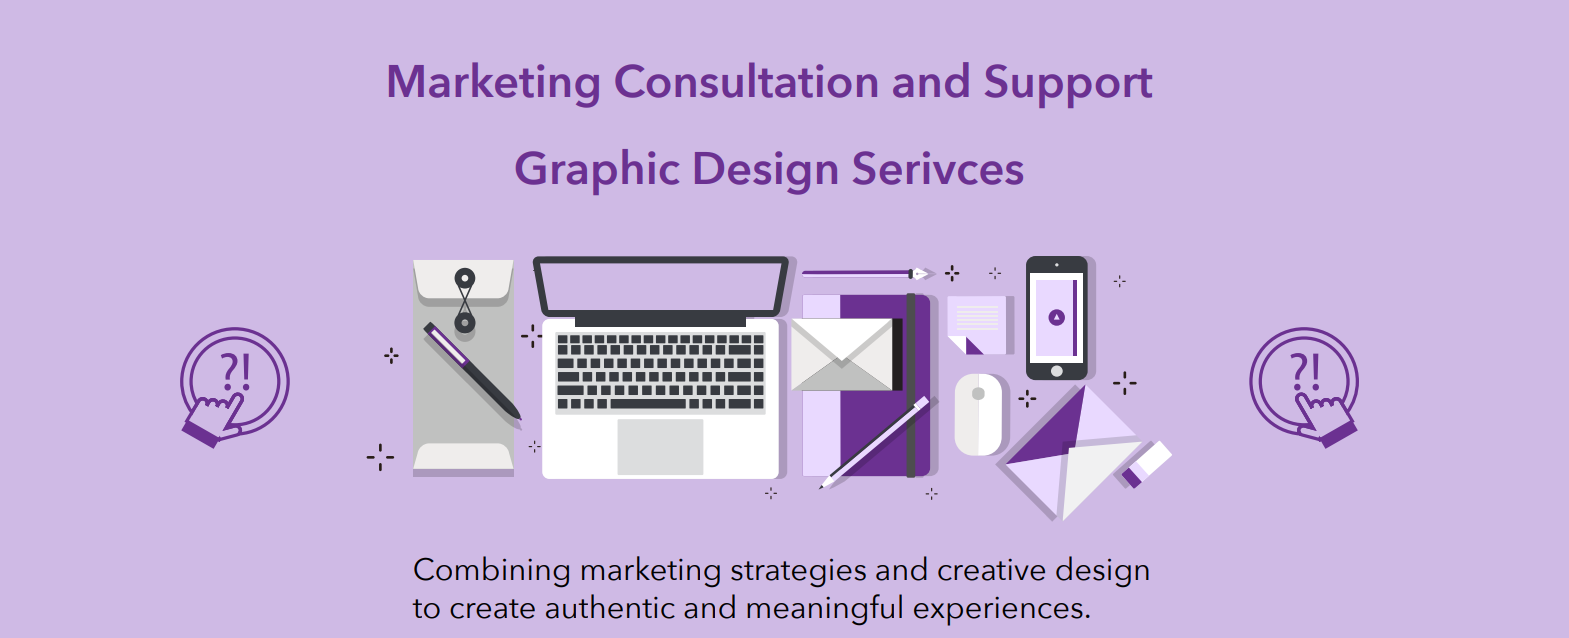 Marketing Consultation and Support
Graphic Design Serivces
?!
?!
Combining marketing strategies and creative design
to create authentic and meaningful experiences.